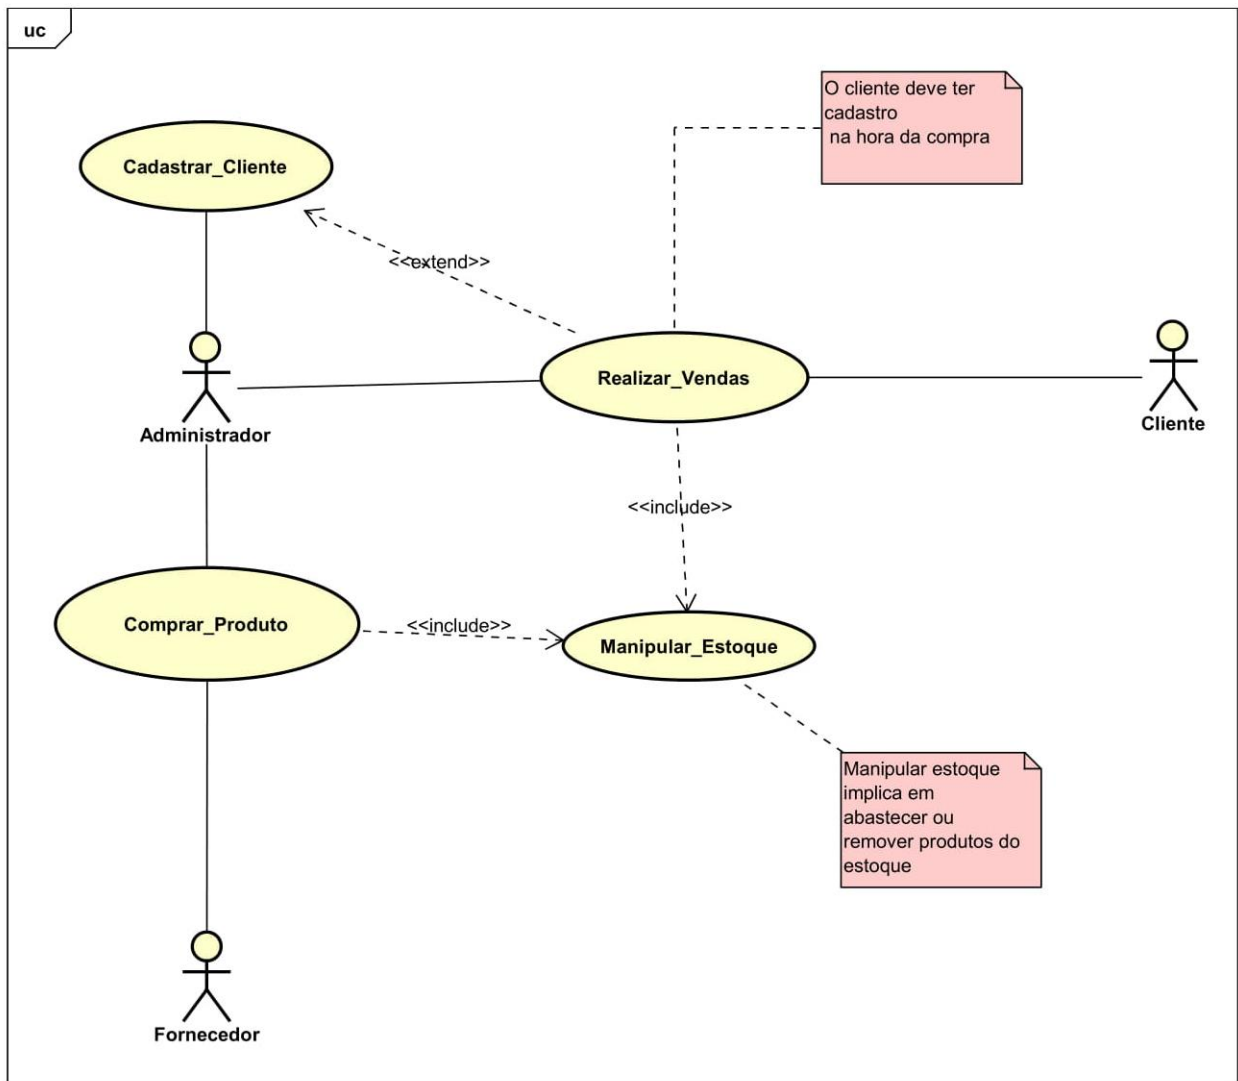 uc
O cliente deve ter
cadastro
na hora da compra
Cadastrar_Cliente
<<extend>>
Realizar_Vendas
Administrador
Cliente
<<include>>
Comprar_Produto
<<include>>
Manipular_Estoque
Manipular estoque
implica em
abastecer ou
remover produtos do
estoque
Fornecedor